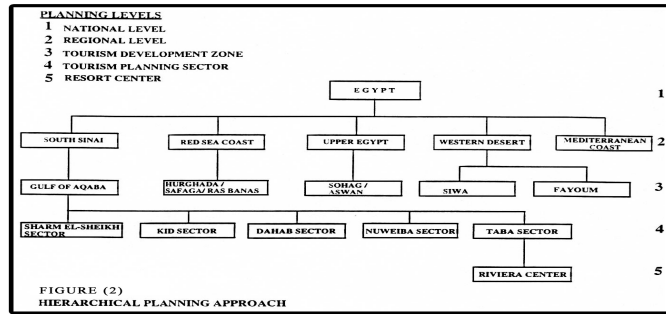 PLANNING LEVELS
1 NATIONAL LEVEL
2 REGIONAL LEVEL
3 TOURISM DEVELOPMENT ZONE
4 TOURISM PLANNING SECTOR
5 RESORT CENTER
EGYPT 1
SOUTH SINAI RED SEA COAST UPPER EGYPT WESTERN DESERT MEDITERRANEAN COAST 2
GULF OF AQABA HURGHADA / SAFAGA/ RAS BANAS SOHAG / ASWAN SIWA FAYOUM 3
SHARM EL-SHEIKH SECTOR KID SECTOR DAHAB SECTOR NUWEIBA SECTOR TABA SECTOR 4
RIVIERA CENTER 5
FIGURE (2)
HIERARCHICAL PLANNING APPROACH